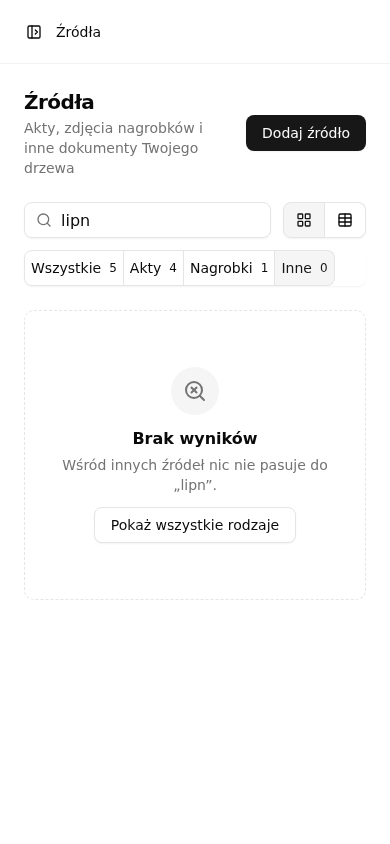 Źródła
Źródła
Akty, zdjęcia nagrobków i
inne dokumenty Twojego
drzewa
Dodaj źródło
lipn
Wszystkie 5 Akty 4 Nagrobki 1 Inne 0
Brak wyników
Wśród innych źródeł nic nie pasuje do
„lipn”.
Pokaż wszystkie rodzaje